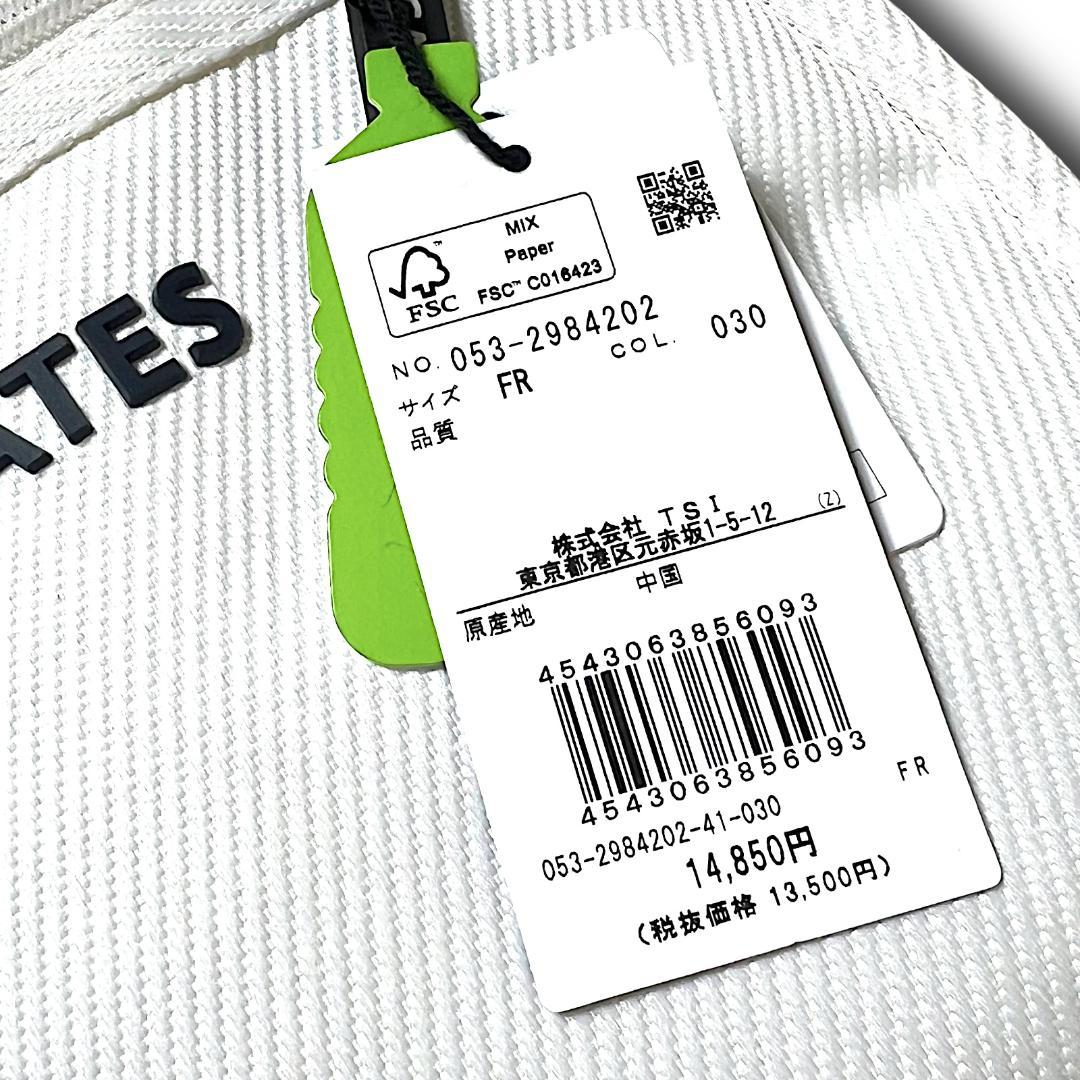 ATES
MIX
Paper
FSC™ C016423
FSC
NO. 053-2984202
COL. 030
サイズ FR
品質
株式会社 TSI
東京都港区元赤坂1-5-12 (Z)
原産地 中国
4543063856093
4543063856093
FR
053-2984202-41-030
14,850円
(税抜価格 13,500円)